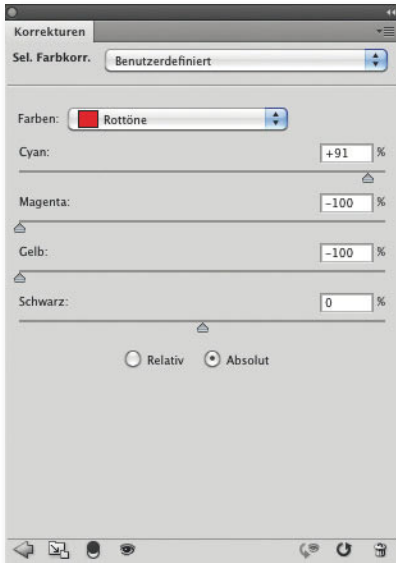 Korrekturen
Sel. Farbkorr. Benutzerdefiniert
Farben: Rottöne
Cyan: +91 %
Magenta: -100 %
Gelb: -100 %
Schwarz: 0 %
Relativ Absolut